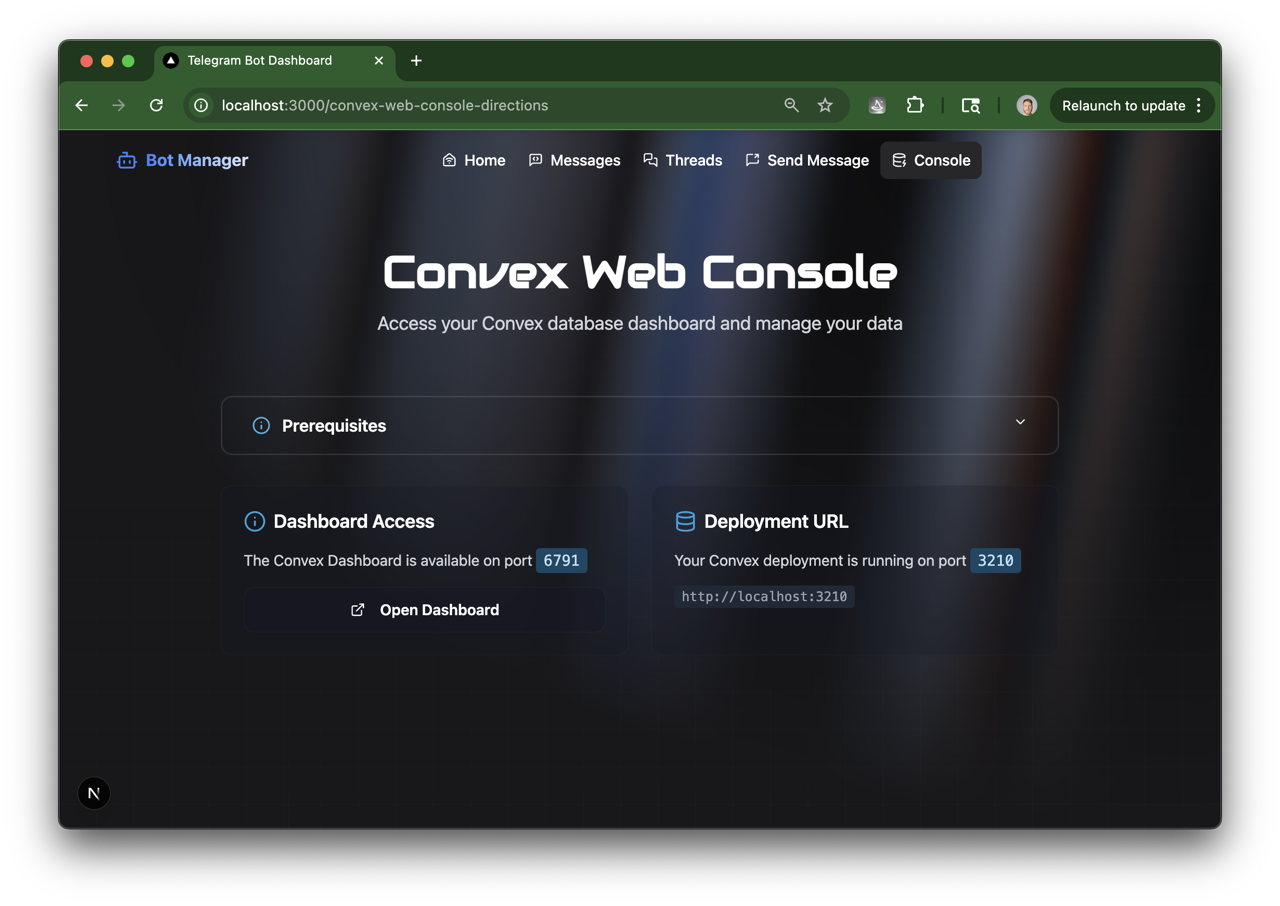 Telegram Bot Dashboard
localhost:3000/convex-web-console-directions
Relaunch to update
Bot Manager
Home
Messages
Threads
Send Message
Console
Convex Web Console
Access your Convex database dashboard and manage your data
Prerequisites
Dashboard Access
The Convex Dashboard is available on port 6791
Open Dashboard
Deployment URL
Your Convex deployment is running on port 3210
http://localhost:3210
N